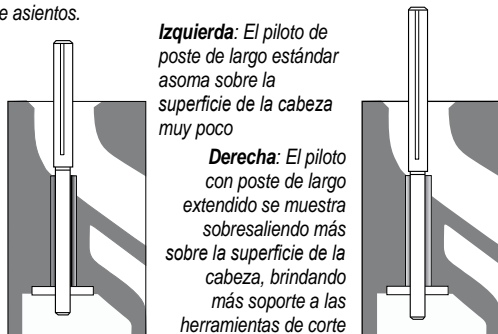 e asientos.
Izquierda: El piloto de
poste de largo estándar
asoma sobre la
superficie de la cabeza
muy poco
Derecha: El piloto
con poste de largo
extendido se muestra
sobresaliendo más
sobre la superficie de la
cabeza, brindando
más soporte a las
herramientas de corte